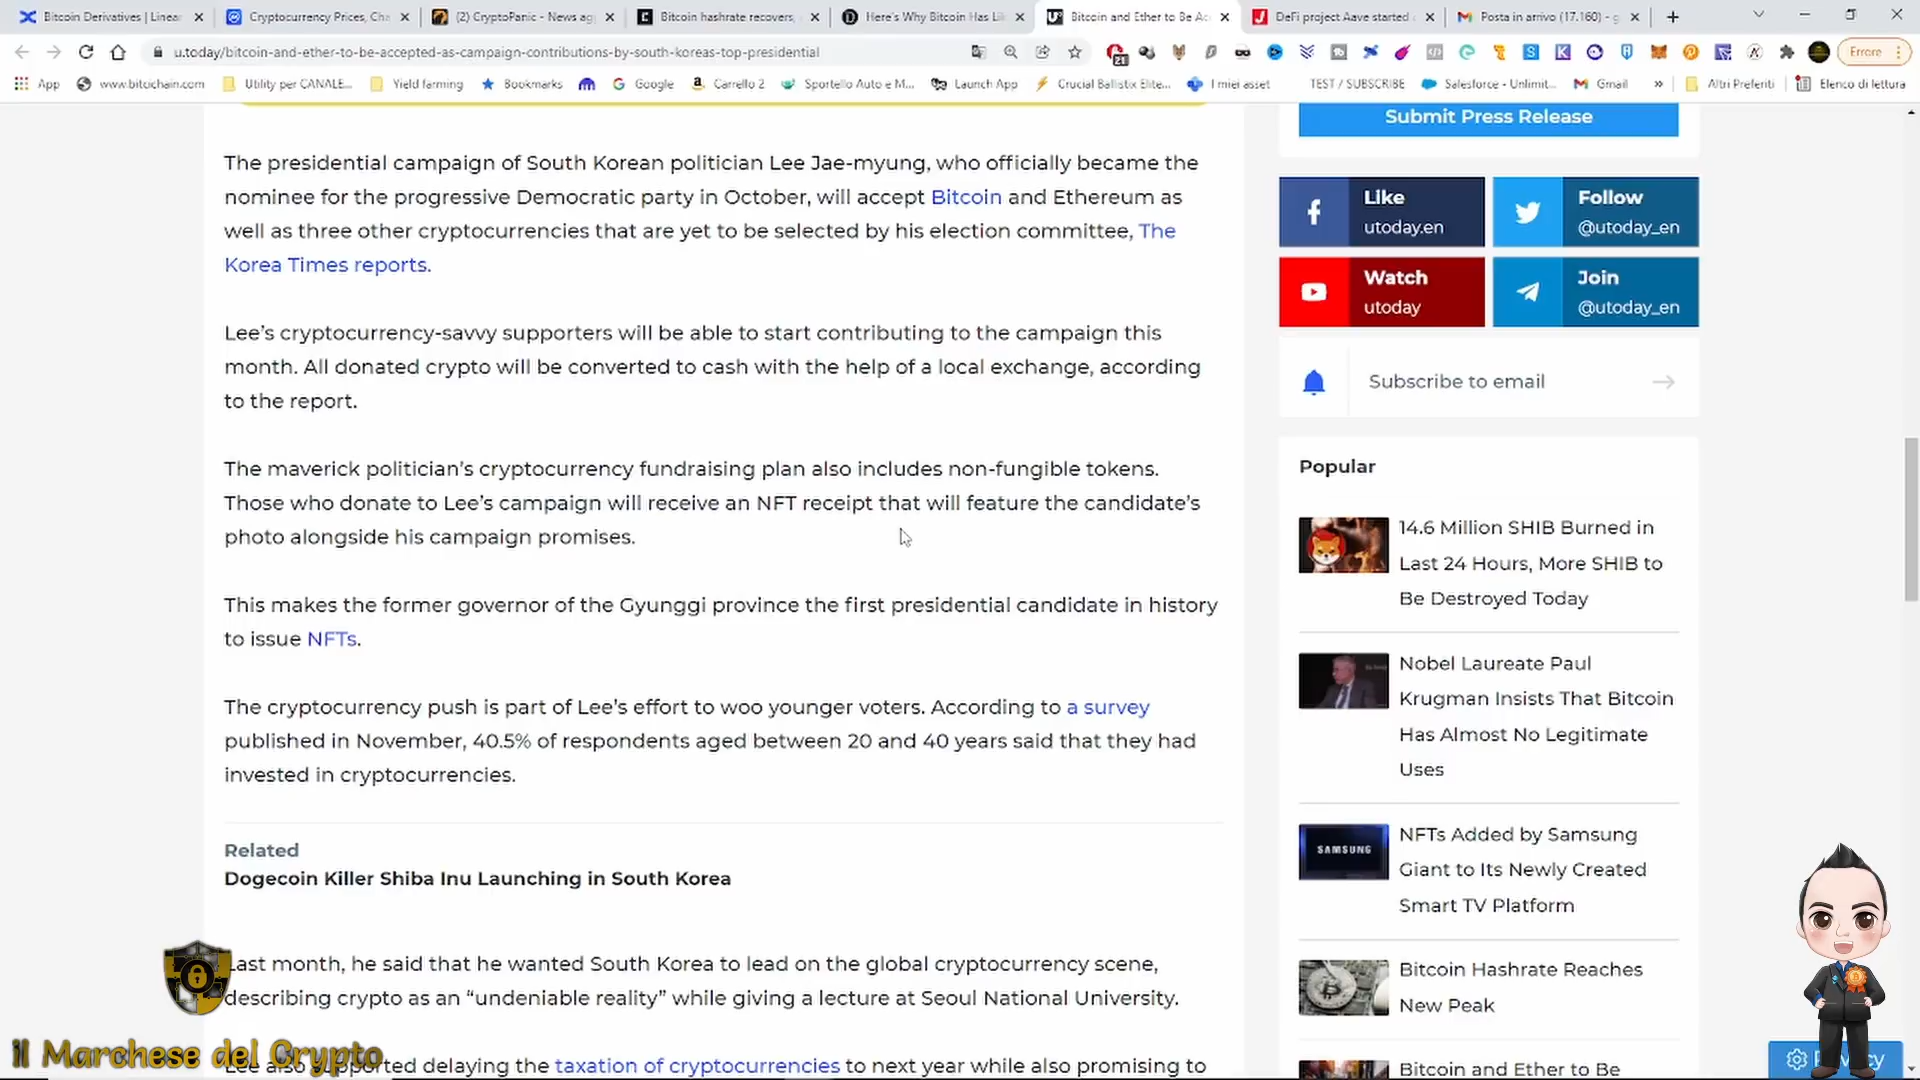 Bitcoin Derivatives | Linear
Cryptocurrency Prices, Cha
(2) CryptoPanic - News agg
Bitcoin hashrate recovers,
Here's Why Bitcoin Has Lik
Bitcoin and Ether to Be Ac
DeFi project Aave started
Posta in arrivo (17.160) - g
u.today/bitcoin-and-ether-to-be-accepted-as-campaign-contributions-by-south-koreas-top-presidential
21
Errore
App
www.bitochain.com
Utility per CANALE...
Yield farming
Bookmarks
Google
Carrello 2
Sportello Auto e M...
Launch App
Crucial Ballistix Elite...
I miei asset
TEST / SUBSCRIBE
Salesforce - Unlimit...
Gmail
»
Altri Preferiti
Elenco di lettura
The presidential campaign of South Korean politician Lee Jae-myung, who officially became the
nominee for the progressive Democratic party in October, will accept Bitcoin and Ethereum as
well as three other cryptocurrencies that are yet to be selected by his election committee, The
Korea Times reports.
Lee's cryptocurrency-savvy supporters will be able to start contributing to the campaign this
month. All donated crypto will be converted to cash with the help of a local exchange, according
to the report.
The maverick politician's cryptocurrency fundraising plan also includes non-fungible tokens.
Those who donate to Lee's campaign will receive an NFT receipt that will feature the candidate's
photo alongside his campaign promises.
This makes the former governor of the Gyunggi province the first presidential candidate in history
to issue NFTs.
The cryptocurrency push is part of Lee's effort to woo younger voters. According to a survey
published in November, 40.5% of respondents aged between 20 and 40 years said that they had
invested in cryptocurrencies.
Related
Dogecoin Killer Shiba Inu Launching in South Korea
Last month, he said that he wanted South Korea to lead on the global cryptocurrency scene,
describing crypto as an “undeniable reality” while giving a lecture at Seoul National University.
Lee also supported delaying the taxation of cryptocurrencies to next year while also promising to
il Marchese del Crypto
Submit Press Release
Like
utoday.en
Follow
@utoday_en
Watch
utoday
Join
@utoday_en
Subscribe to email
Popular
14.6 Million SHIB Burned in
Last 24 Hours, More SHIB to
Be Destroyed Today
Nobel Laureate Paul
Krugman Insists That Bitcoin
Has Almost No Legitimate
Uses
SAMSUNG
NFTs Added by Samsung
Giant to Its Newly Created
Smart TV Platform
Bitcoin Hashrate Reaches
New Peak
Bitcoin and Ether to Be